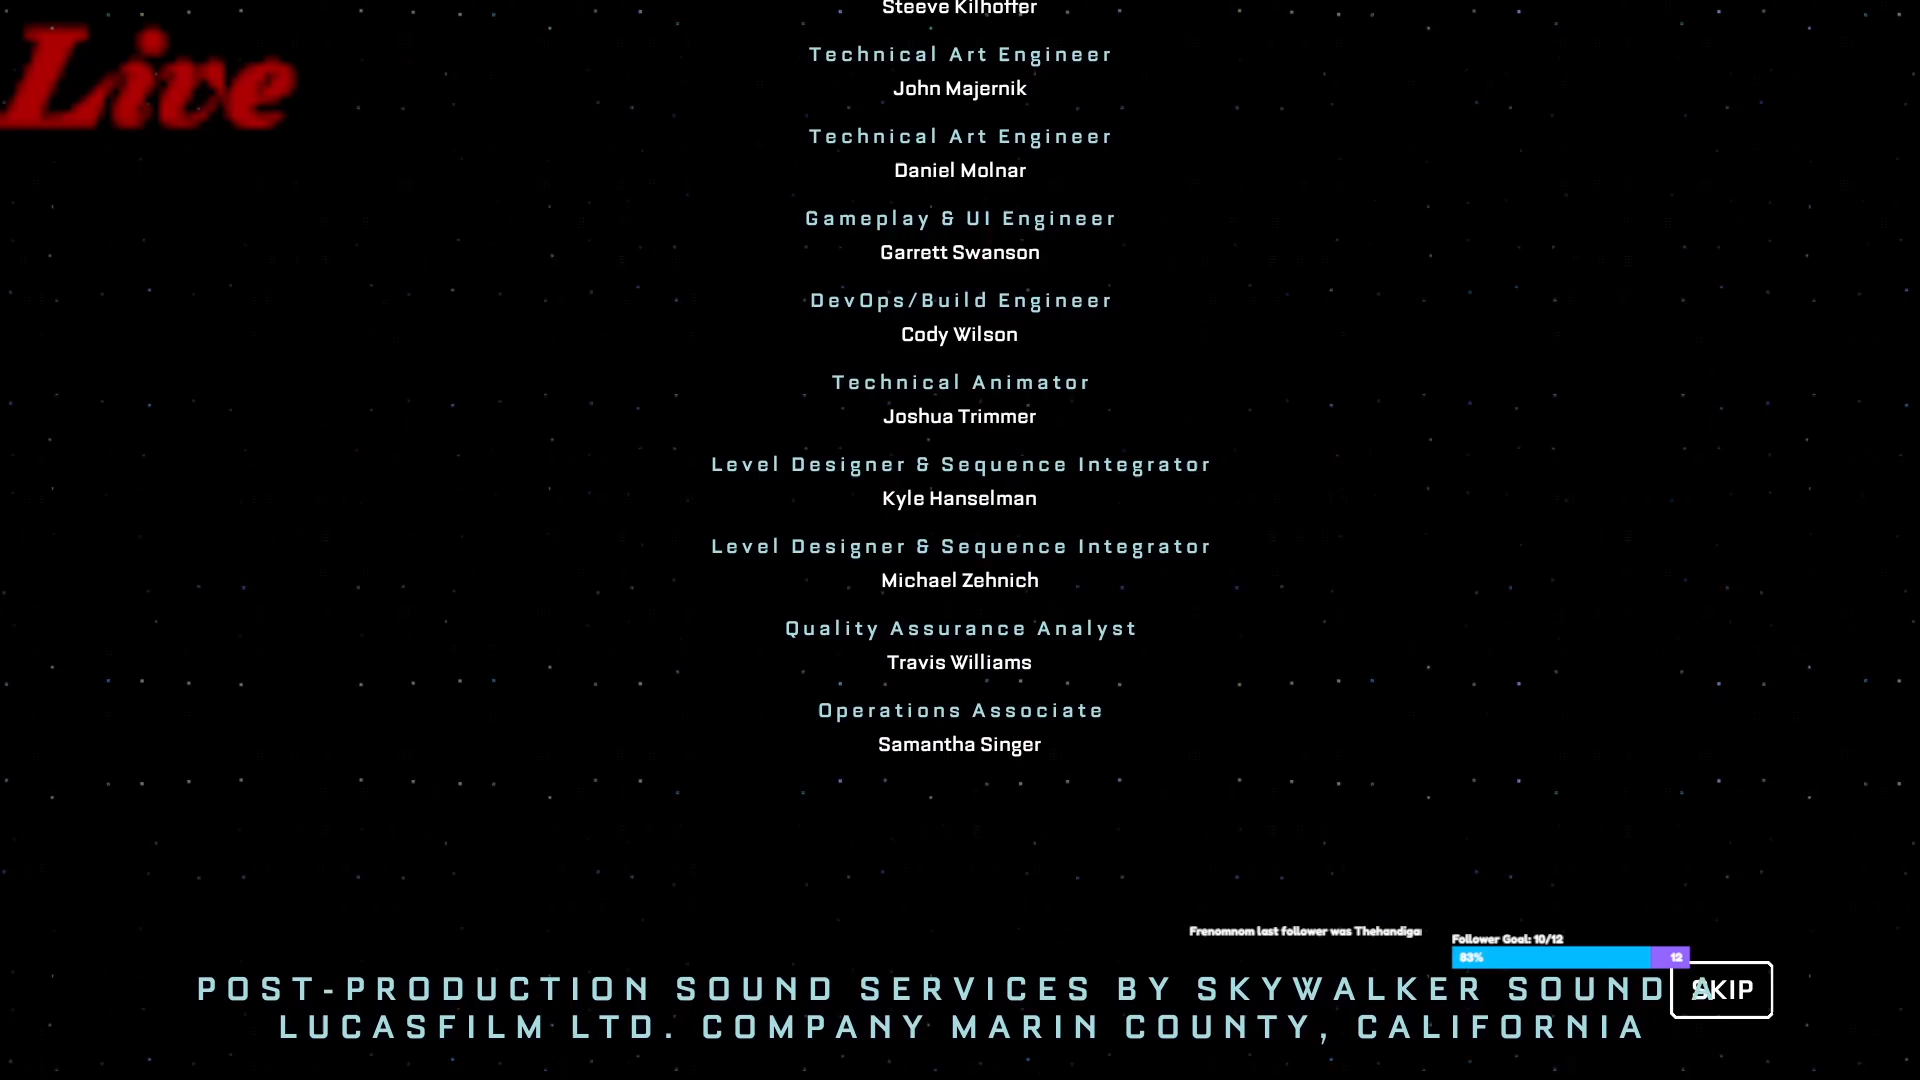 Steeve Kilhoffer
Live
Technical Art Engineer
John Majernik
Technical Art Engineer
Daniel Molnar
Gameplay & UI Engineer
Garrett Swanson
DevOps/Build Engineer
Cody Wilson
Technical Animator
Joshua Trimmer
Level Designer & Sequence Integrator
Kyle Hanselman
Level Designer & Sequence Integrator
Michael Zehnich
Quality Assurance Analyst
Travis Williams
Operations Associate
Samantha Singer
Frenomnom last follower was Thehandiga
Follower Goal: 10/12
83% 12
POST-PRODUCTION SOUND SERVICES BY SKYWALKER SOUND A
SKIP
LUCASFILM LTD. COMPANY MARIN COUNTY, CALIFORNIA